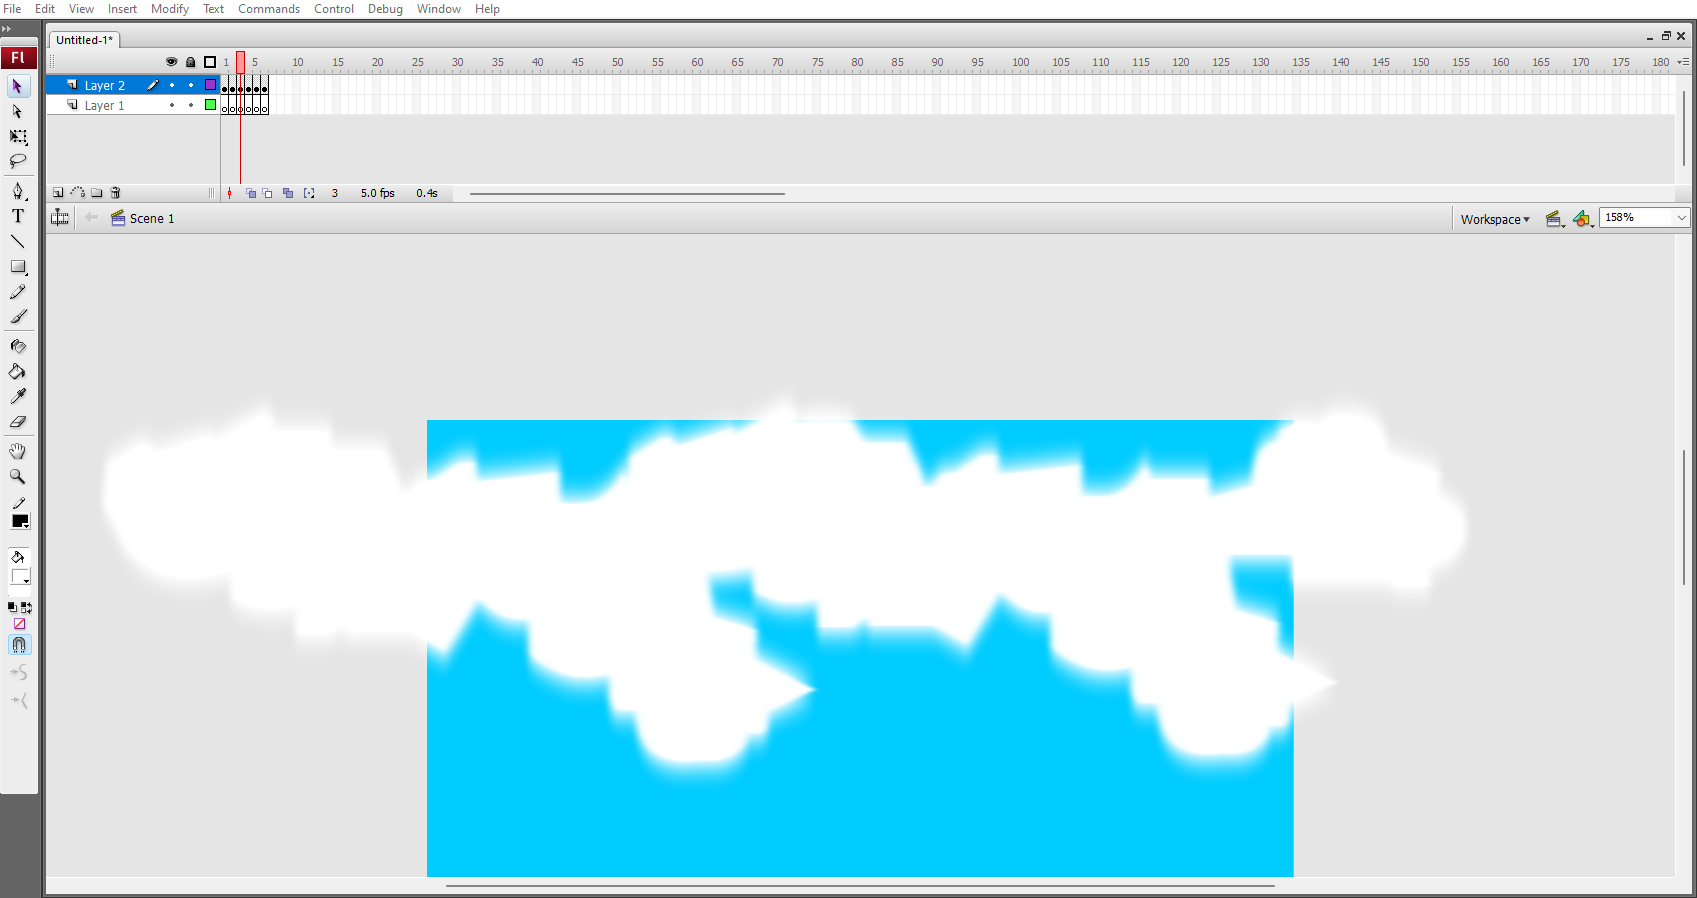 File Edit View Insert Modify Text Commands Control Debug Window Help
Untitled-1*
Fl
1 5 10 15 20 25 30 35 40 45 50 55 60 65 70 75 80 85 90 95 100 105 110 115 120 125 130 135 140 145 150 155 160 165 170 175 180
Layer 2
Layer 1
3 5.0 fps 0.4s
Scene 1 Workspace 158%
T